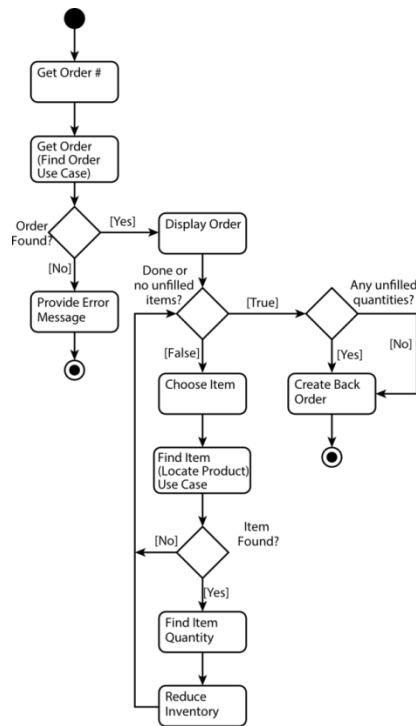 Get Order #
Get Order
(Find Order
Use Case)
Order
Found?
[Yes]
Display Order
[No]
Provide Error
Message
Done or
no unfilled
items?
[True]
Any unfilled
quantities?
[False]
[Yes]
[No]
Choose Item
Create Back
Order
Find Item
(Locate Product)
Use Case
[No]
Item
Found?
[Yes]
Find Item
Quantity
Reduce
Inventory